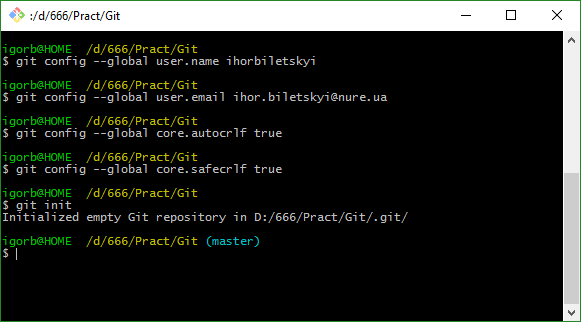 :/d/666/Pract/Git
igorb@HOME /d/666/Pract/Git
$ git config --global user.name ihorbiletskyi
igorb@HOME /d/666/Pract/Git
$ git config --global user.email ihor.biletskyi@nure.ua
igorb@HOME /d/666/Pract/Git
$ git config --global core.autocrlf true
igorb@HOME /d/666/Pract/Git
$ git config --global core.safecrlf true
igorb@HOME /d/666/Pract/Git
$ git init
Initialized empty Git repository in D:/666/Pract/Git/.git/
igorb@HOME /d/666/Pract/Git (master)
$